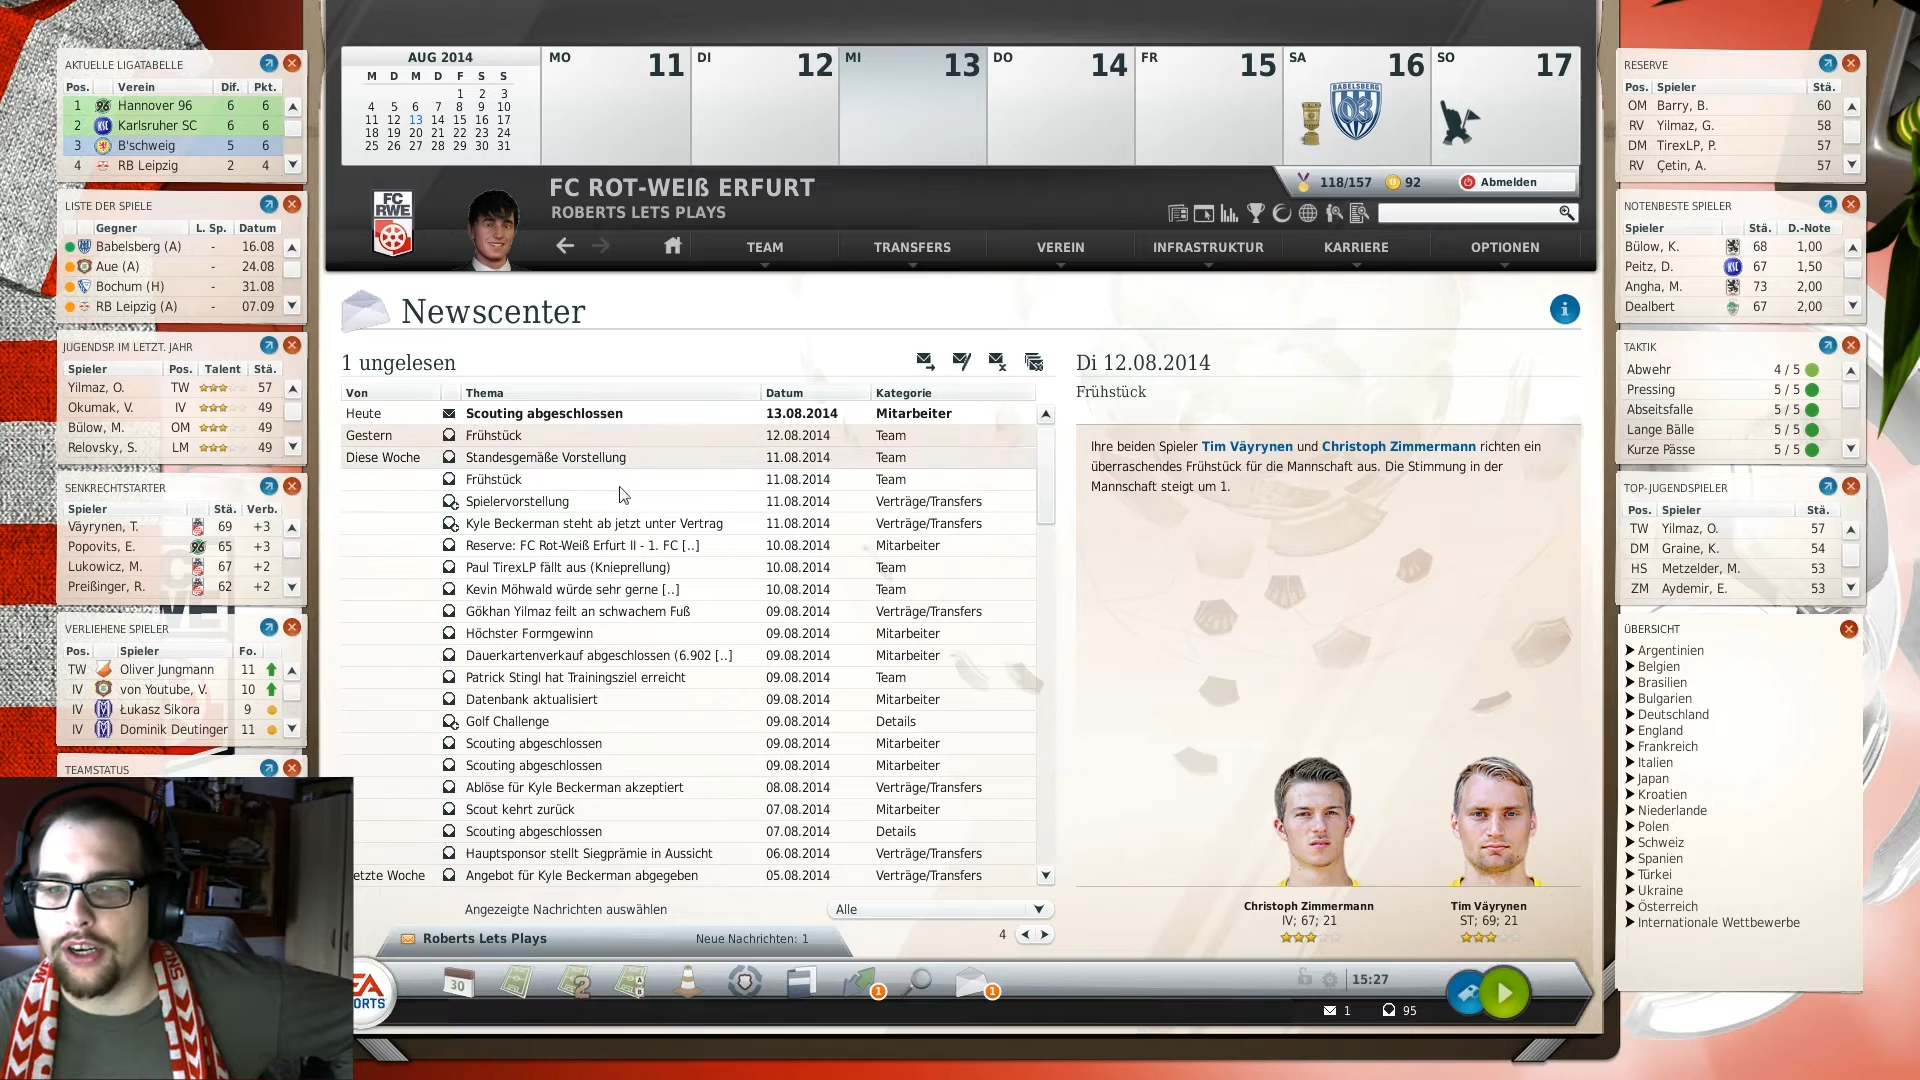 AKTUELLE LIGATABELLE
Pos. Verein Dif. Pkt.
1 Hannover 96 6 6
2 Karlsruher SC 6 6
3 B'schweig 5 6
4 RB Leipzig 2 4
LISTE DER SPIELE
Gegner L. Sp. Datum
Babelsberg (A) - 16.08
Aue (A) - 24.08
Bochum (H) - 31.08
RB Leipzig (A) - 07.09
JUGENDSP. IM LETZT. JAHR
Spieler Pos. Talent Stä.
Yilmaz, O. TW 57
Okumak, V. IV 49
Bülow, M. OM 49
Relovsky, S. LM 49
SENKRECHTSTARTER
Spieler Stä. Verb.
Väyrynen, T. 69 +3
Popovits, E. 65 +3
Lukowicz, M. 67 +2
Preißinger, R. 62 +2
VERLIEHENE SPIELER
Pos. Spieler Fo.
TW Oliver Jungmann 11
IV von Youtube, V. 10
IV Łukasz Sikora 9
IV Dominik Deutinger 11
TEAMSTATUS
AUG 2014
M D M D F S S
1 2 3
4 5 6 7 8 9 10
11 12 13 14 15 16 17
18 19 20 21 22 23 24
25 26 27 28 29 30 31
MO 11
DI 12
MI 13
DO 14
FR 15
SA 16
BABELSBERG 03
SO 17
FC RWE
FC ROT-WEIß ERFURT
ROBERTS LETS PLAYS
118/157 92 Abmelden
TEAM TRANSFERS VEREIN INFRASTRUKTUR KARRIERE OPTIONEN
Newscenter
1 ungelesen
Von Thema Datum Kategorie
Heute Scouting abgeschlossen 13.08.2014 Mitarbeiter
Gestern Frühstück 12.08.2014 Team
Diese Woche Standesgemäße Vorstellung 11.08.2014 Team
Frühstück 11.08.2014 Team
Spielervorstellung 11.08.2014 Verträge/Transfers
Kyle Beckerman steht ab jetzt unter Vertrag 11.08.2014 Verträge/Transfers
Reserve: FC Rot-Weiß Erfurt II - 1. FC [..] 10.08.2014 Mitarbeiter
Paul TirexLP fällt aus (Knieprellung) 10.08.2014 Team
Kevin Möhwald würde sehr gerne [..] 10.08.2014 Team
Gökhan Yilmaz feilt an schwachem Fuß 09.08.2014 Verträge/Transfers
Höchster Formgewinn 09.08.2014 Mitarbeiter
Dauerkartenverkauf abgeschlossen (6.902 [..] 09.08.2014 Mitarbeiter
Patrick Stingl hat Trainingsziel erreicht 09.08.2014 Team
Datenbank aktualisiert 09.08.2014 Mitarbeiter
Golf Challenge 09.08.2014 Details
Scouting abgeschlossen 09.08.2014 Mitarbeiter
Scouting abgeschlossen 09.08.2014 Mitarbeiter
Ablöse für Kyle Beckerman akzeptiert 08.08.2014 Verträge/Transfers
Scout kehrt zurück 07.08.2014 Mitarbeiter
Scouting abgeschlossen 07.08.2014 Details
Hauptsponsor stellt Siegprämie in Aussicht 06.08.2014 Verträge/Transfers
etzte Woche Angebot für Kyle Beckerman abgegeben 05.08.2014 Verträge/Transfers
Angezeigte Nachrichten auswählen Alle
4
Roberts Lets Plays Neue Nachrichten: 1
Di 12.08.2014
Frühstück
Ihre beiden Spieler Tim Väyrynen und Christoph Zimmermann richten ein
überraschendes Frühstück für die Mannschaft aus. Die Stimmung in der
Mannschaft steigt um 1.
Christoph Zimmermann
IV; 67; 21
Tim Väyrynen
ST; 69; 21
EA
ORTS
30
2
1
1
15:27
1 95
RESERVE
Pos. Spieler Stä.
OM Barry, B. 60
RV Yilmaz, G. 58
DM TirexLP, P. 57
RV Çetin, A. 57
NOTENBESTE SPIELER
Spieler Stä. D.-Note
Bülow, K. 68 1,00
Peitz, D. 67 1,50
Angha, M. 73 2,00
Dealbert 67 2,00
TAKTIK
Abwehr 4 / 5
Pressing 5 / 5
Abseitsfalle 5 / 5
Lange Bälle 5 / 5
Kurze Pässe 5 / 5
TOP-JUGENDSPIELER
Pos. Spieler Stä.
TW Yilmaz, O. 57
DM Graine, K. 54
HS Metzelder, M. 53
ZM Aydemir, E. 53
ÜBERSICHT
Argentinien
Belgien
Brasilien
Bulgarien
Deutschland
England
Frankreich
Italien
Japan
Kroatien
Niederlande
Polen
Schweiz
Spanien
Türkei
Ukraine
Österreich
Internationale Wettbewerbe